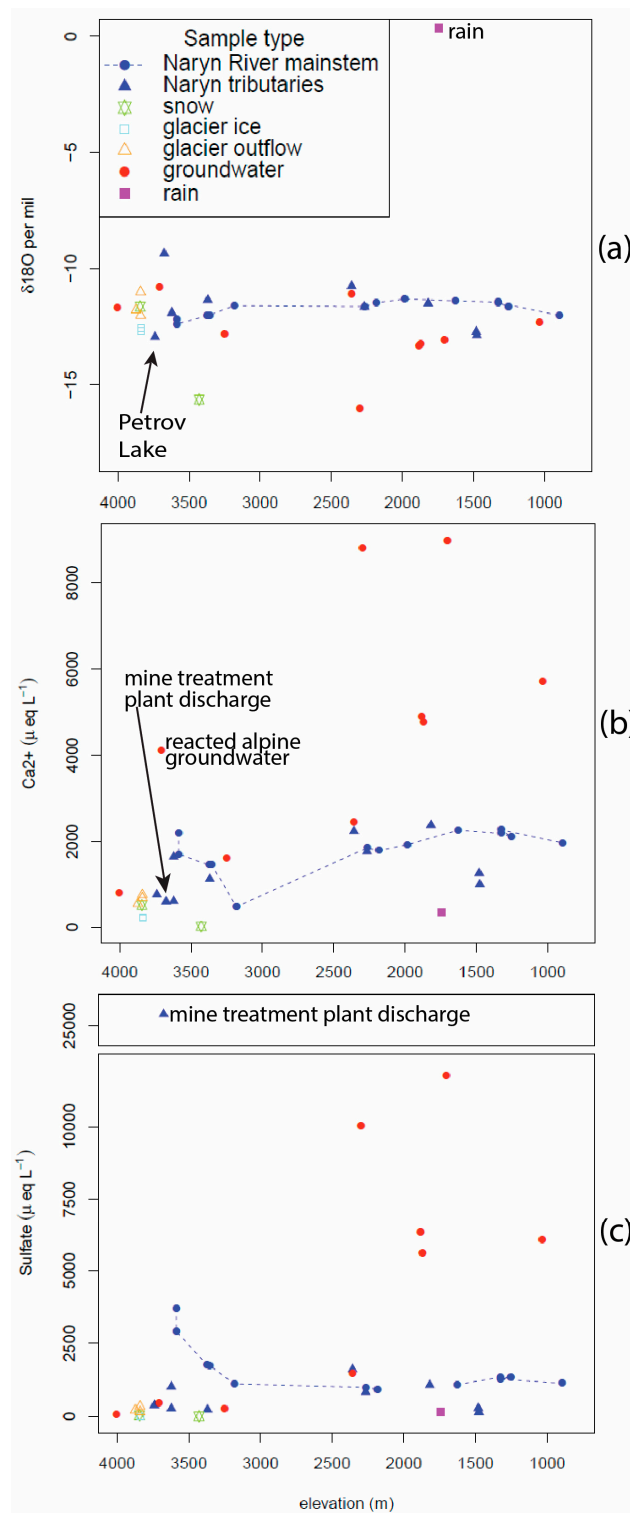 Sample type
Naryn River mainstem
Naryn tributaries
snow
glacier ice
glacier outflow
groundwater
rain
rain
0
−5
−10
−15
δ18O per mil
(a)
Petrov
Lake
4000 3500 3000 2500 2000 1500 1000
8000
6000
4000
2000
0
Ca2+ (μ eq L⁻¹)
(b)
mine treatment
plant discharge
reacted alpine
groundwater
4000 3500 3000 2500 2000 1500 1000
25000
mine treatment plant discharge
10000
7500
5000
2500
0
Sulfate (μ eq L⁻¹)
(c)
4000 3500 3000 2500 2000 1500 1000
elevation (m)